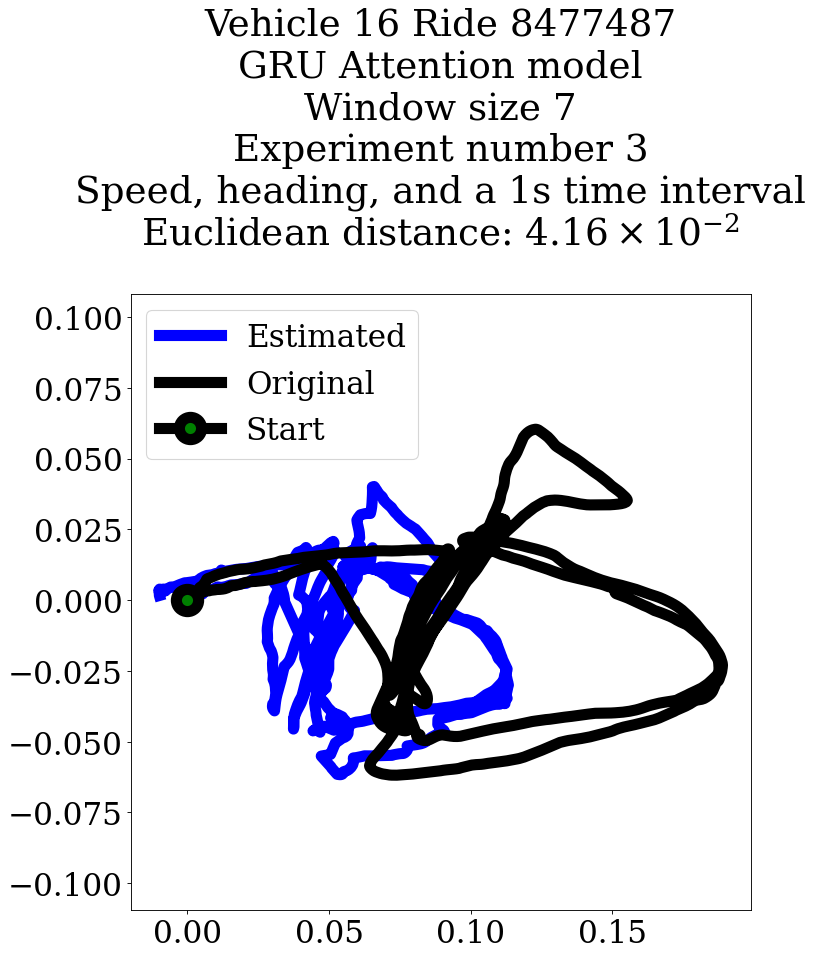 Vehicle 16 Ride 8477487
GRU Attention model
Window size 7
Experiment number 3
Speed, heading, and a 1s time interval
Euclidean distance: 4.16 × 10⁻²
0.100
0.075
0.050
0.025
0.000
−0.025
−0.050
−0.075
−0.100
Estimated
Original
Start
0.00 0.05 0.10 0.15